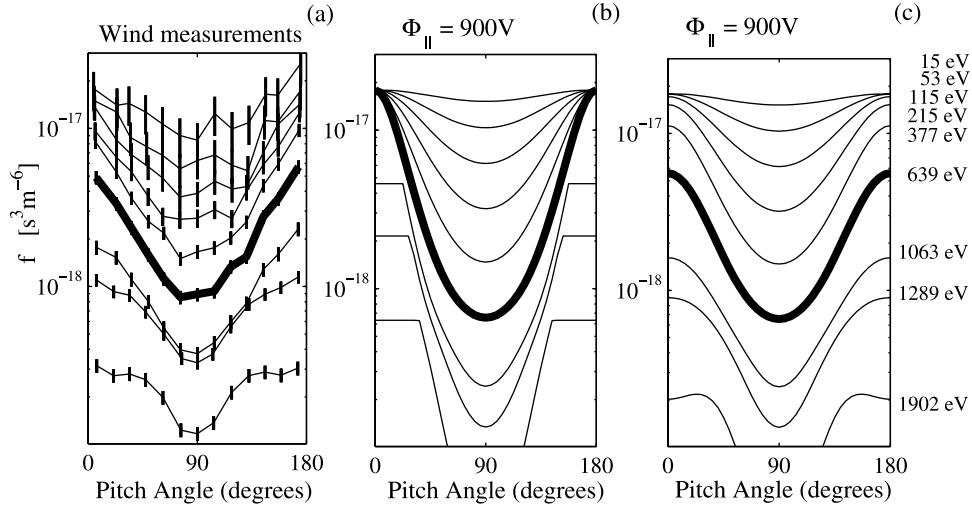 (a)
Wind measurements
10⁻¹⁷
10⁻¹⁸
f [s³m⁻⁶]
0 90 180
Pitch Angle (degrees)
(b)
Φ|| = 900V
10⁻¹⁷
10⁻¹⁸
0 90 180
Pitch Angle (degrees)
(c)
Φ|| = 900V
10⁻¹⁷
10⁻¹⁸
0 90 180
Pitch Angle (degrees)
15 eV
53 eV
115 eV
215 eV
377 eV
639 eV
1063 eV
1289 eV
1902 eV